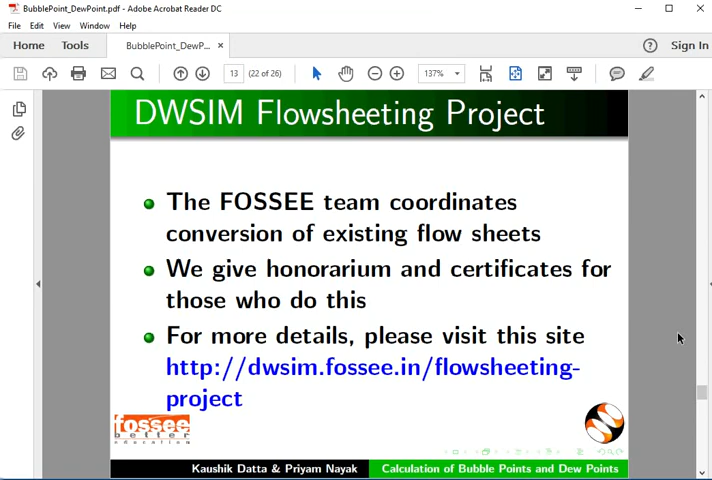 BubblePoint_DewPoint.pdf - Adobe Acrobat Reader DC
File Edit View Window Help
Home Tools BubblePoint_DewP... × Sign In
13 (22 of 26) 137%
DWSIM Flowsheeting Project
The FOSSEE team coordinates
conversion of existing flow sheets
We give honorarium and certificates for
those who do this
For more details, please visit this site
http://dwsim.fossee.in/flowsheeting-
project
fossee
better
education
Kaushik Datta & Priyam Nayak Calculation of Bubble Points and Dew Points